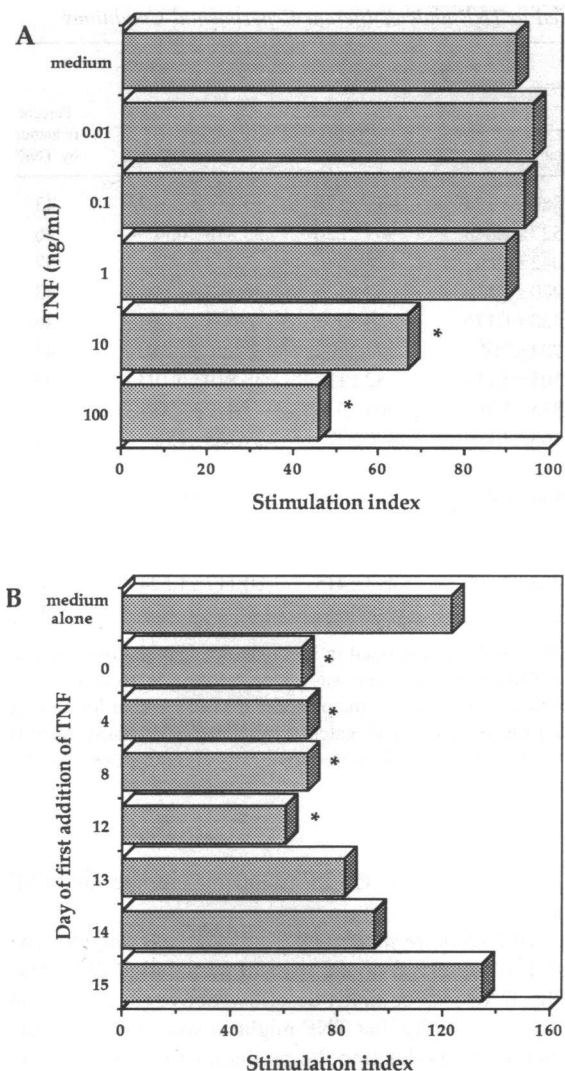 A
medium
0.01
0.1
1
10
100
*
*
TNF (ng/ml)
0 20 40 60 80 100
Stimulation index
B
medium
alone
0
4
8
12
13
14
15
*
*
*
*
Day of first addition of TNF
0 40 80 120 160
Stimulation index